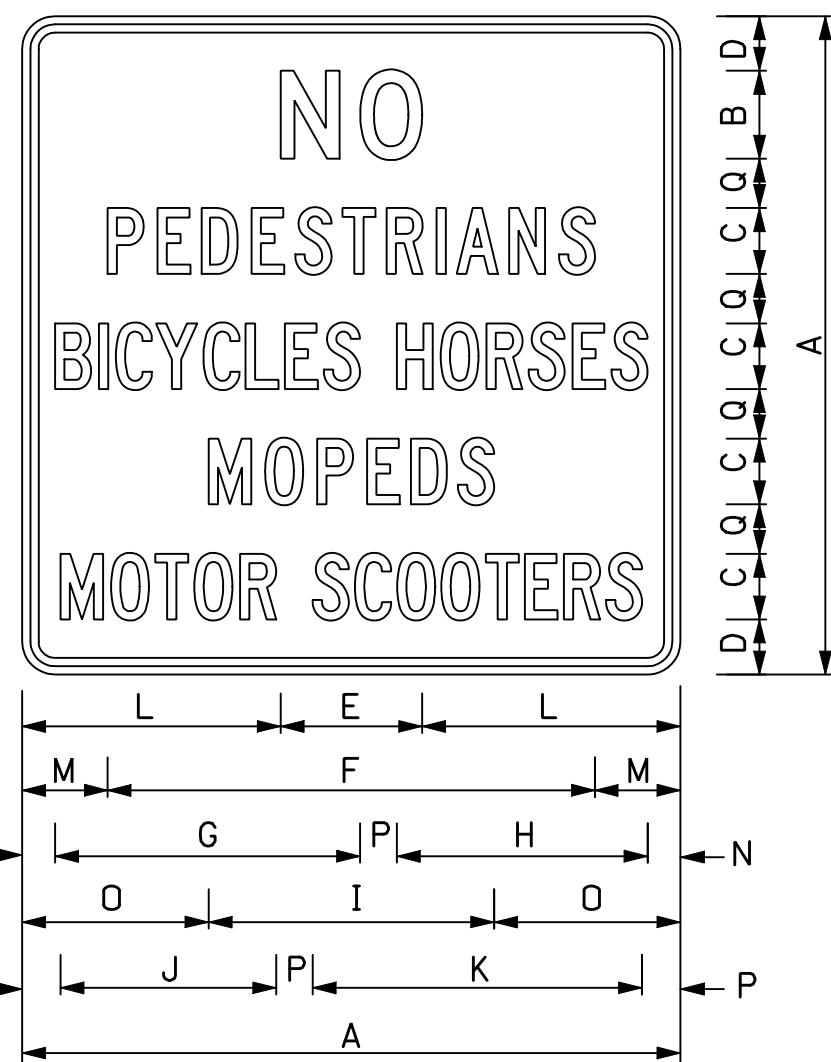 NO
PEDESTRIANS
BICYCLES HORSES
MOPEDS
MOTOR SCOOTERS
D
B
Q
C
Q
C
Q
C
Q
C
D
A
L E L
M F M
G P H N
O I O
J P K P
A